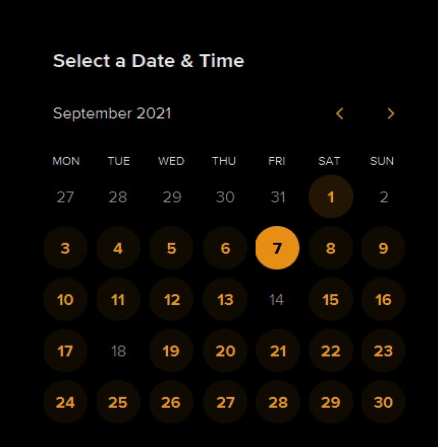 Select a Date & Time
September 2021
MON TUE WED THU FRI SAT SUN
27 28 29 30 31 1 2
3 4 5 6 7 8 9
10 11 12 13 14 15 16
17 18 19 20 21 22 23
24 25 26 27 28 29 30